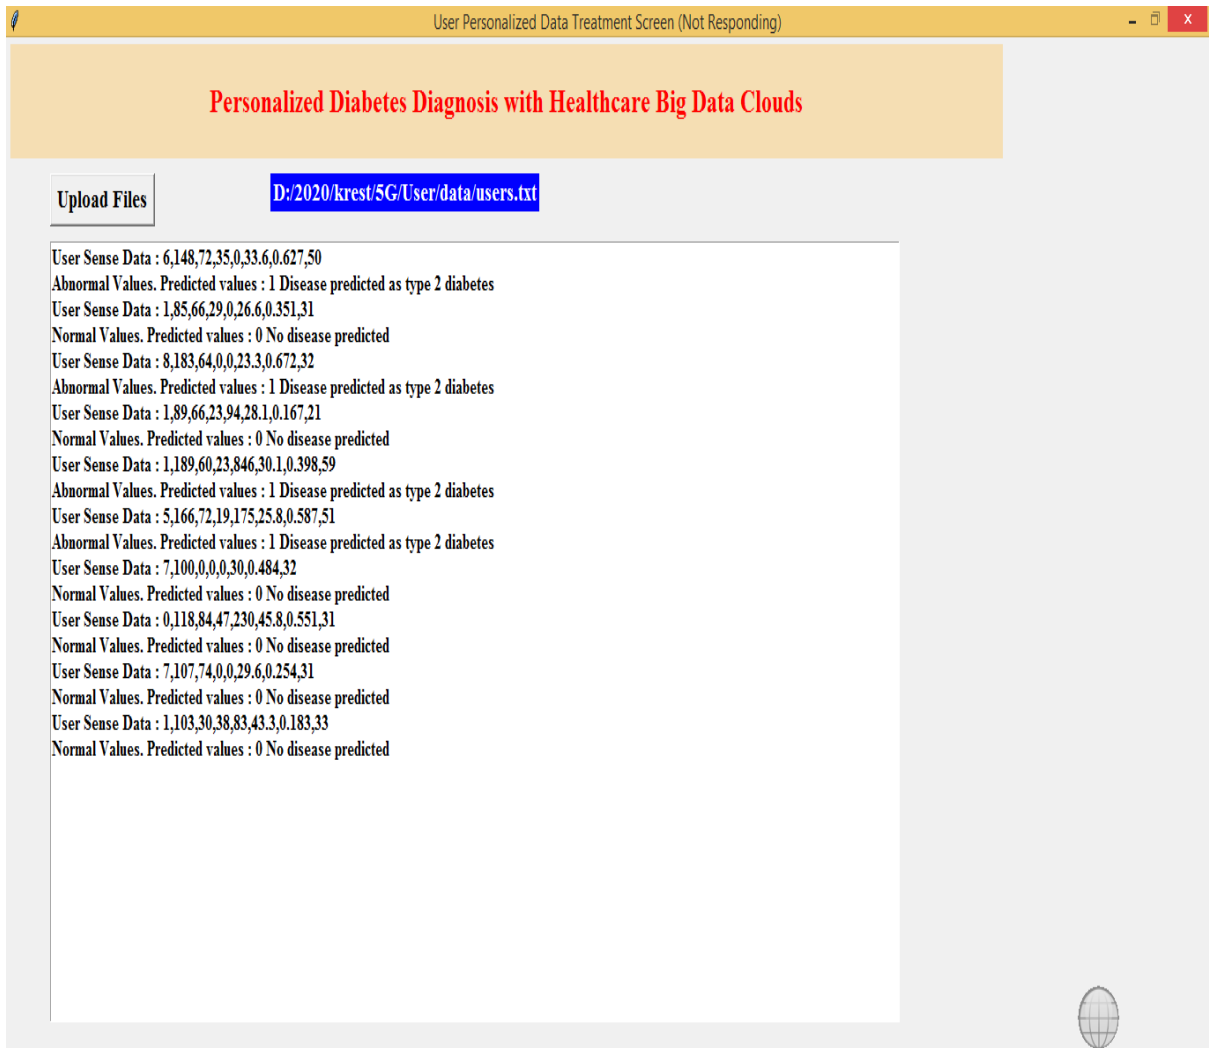 User Personalized Data Treatment Screen (Not Responding)
Personalized Diabetes Diagnosis with Healthcare Big Data Clouds
Upload Files
D:/2020/krest/5G/User/data/users.txt
User Sense Data : 6,148,72,35,0,33.6,0.627,50
Abnormal Values. Predicted values : 1 Disease predicted as type 2 diabetes
User Sense Data : 1,85,66,29,0,26.6,0.351,31
Normal Values. Predicted values : 0 No disease predicted
User Sense Data : 8,183,64,0,0,23.3,0.672,32
Abnormal Values. Predicted values : 1 Disease predicted as type 2 diabetes
User Sense Data : 1,89,66,23,94,28.1,0.167,21
Normal Values. Predicted values : 0 No disease predicted
User Sense Data : 1,189,60,23,846,30.1,0.398,59
Abnormal Values. Predicted values : 1 Disease predicted as type 2 diabetes
User Sense Data : 5,166,72,19,175,25.8,0.587,51
Abnormal Values. Predicted values : 1 Disease predicted as type 2 diabetes
User Sense Data : 7,100,0,0,0,30,0.484,32
Normal Values. Predicted values : 0 No disease predicted
User Sense Data : 0,118,84,47,230,45.8,0.551,31
Normal Values. Predicted values : 0 No disease predicted
User Sense Data : 7,107,74,0,0,29.6,0.254,31
Normal Values. Predicted values : 0 No disease predicted
User Sense Data : 1,103,30,38,83,43.3,0.183,33
Normal Values. Predicted values : 0 No disease predicted